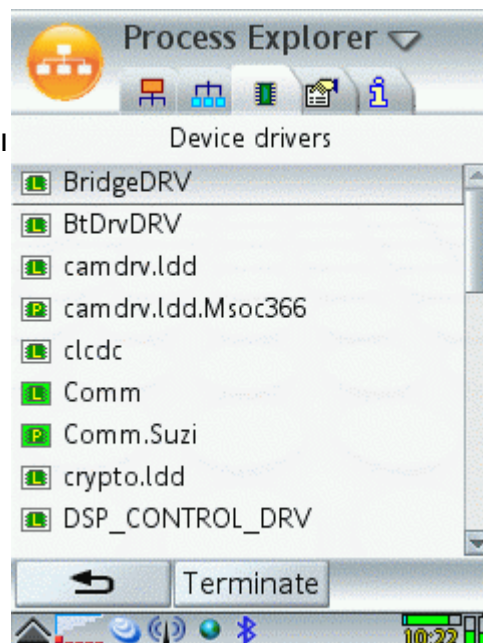 Process Explorer
Device drivers
BridgeDRV
BtDrvDRV
camdrv.ldd
camdrv.ldd.Msoc366
clcdc
Comm
Comm.Suzi
crypto.ldd
DSP_CONTROL_DRV
Terminate
10:22